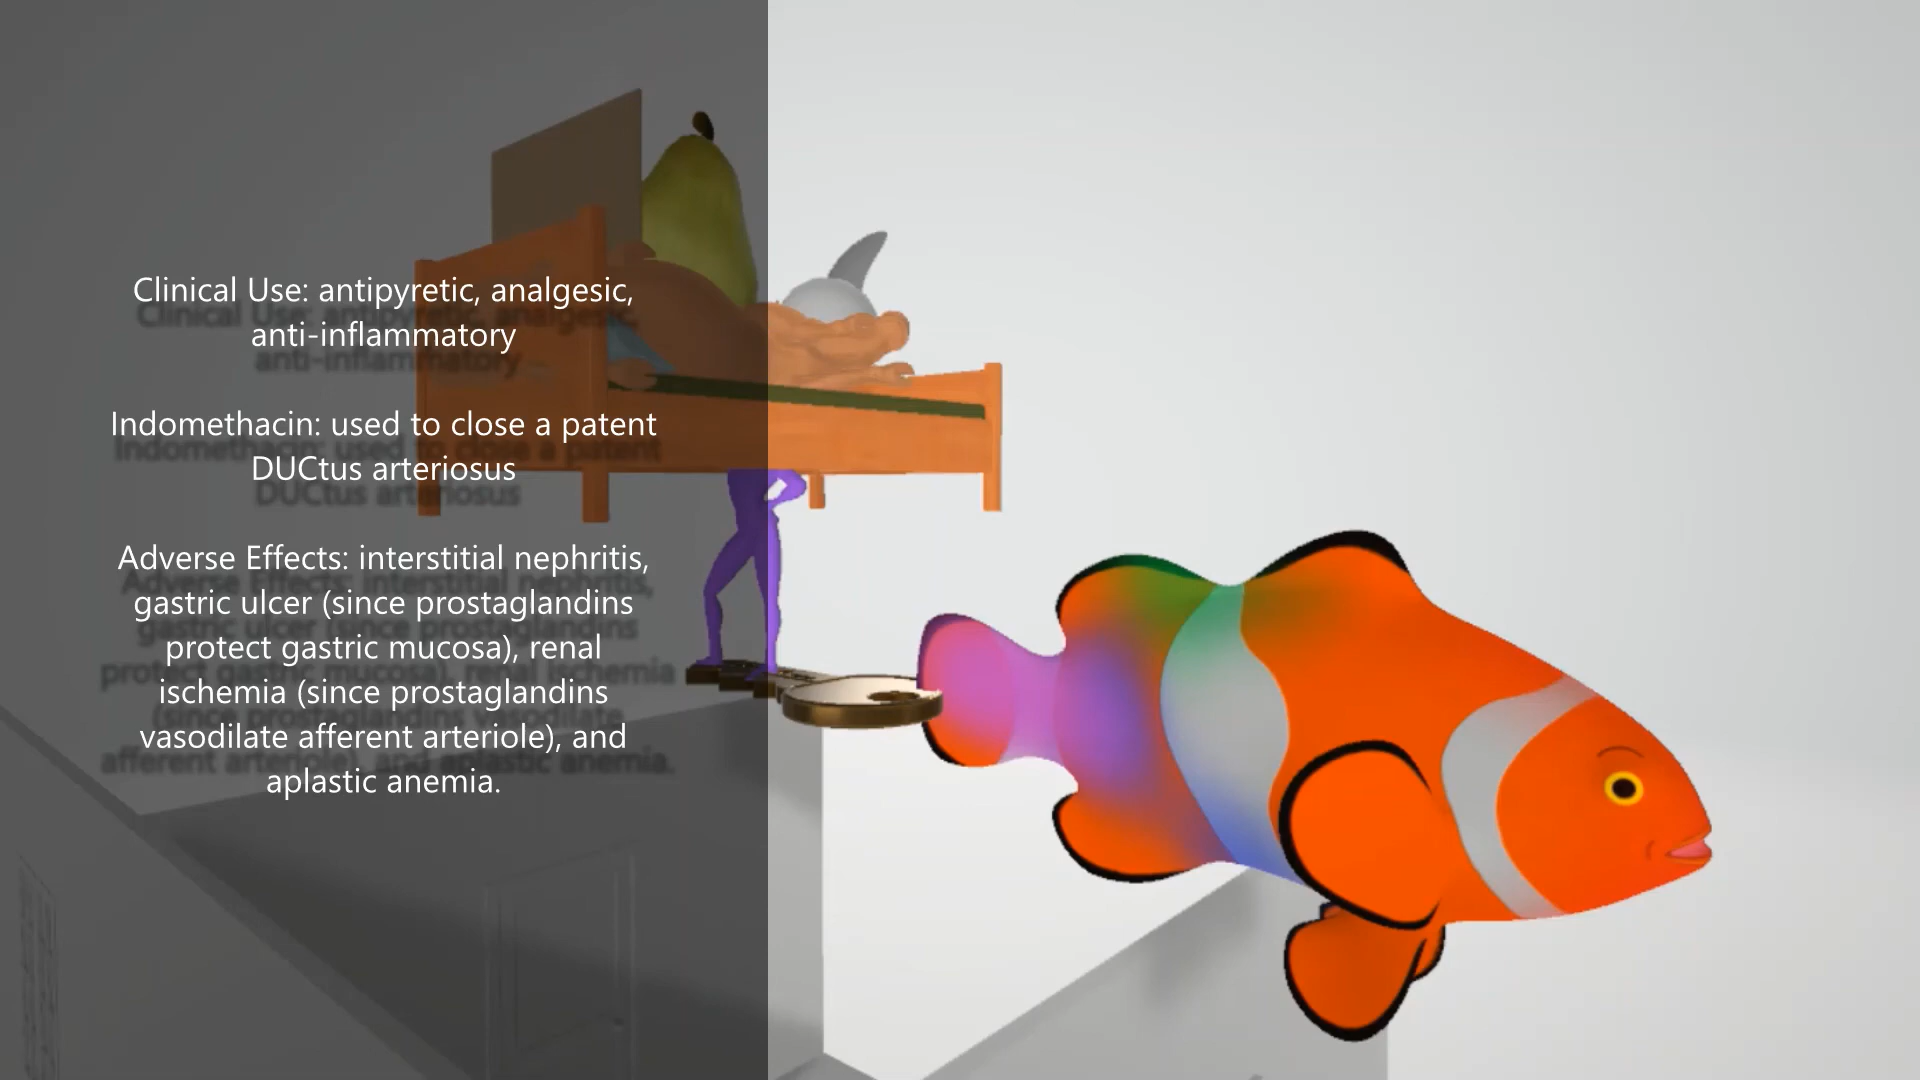 Clinical Use: antipyretic, analgesic,
anti-inflammatory
Indomethacin: used to close a patent
DUCtus arteriosus
Adverse Effects: interstitial nephritis,
gastric ulcer (since prostaglandins
protect gastric mucosa), renal
ischemia (since prostaglandins
vasodilate afferent arteriole), and
aplastic anemia.